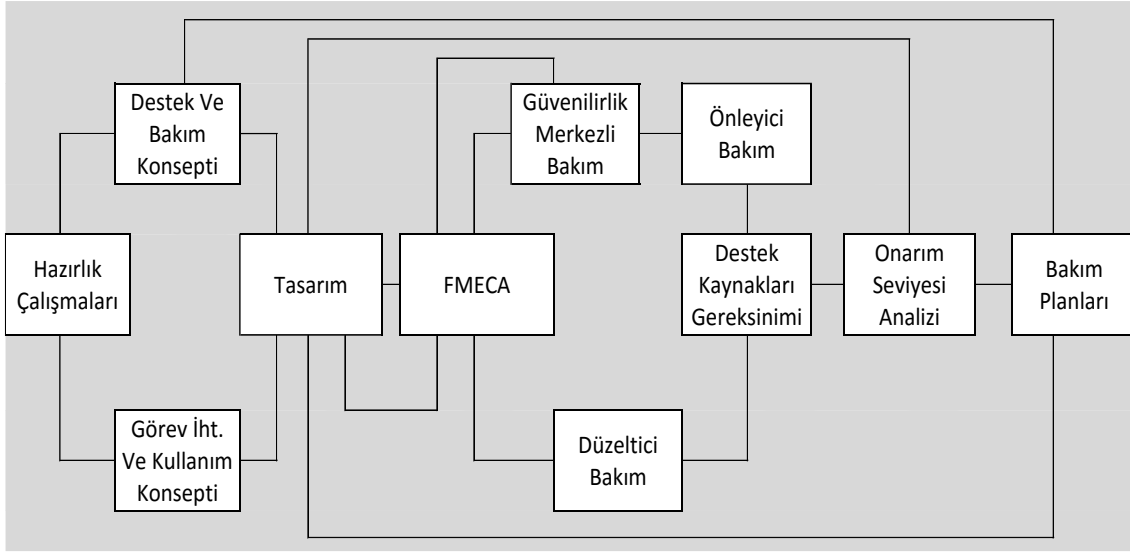 Destek Ve
Bakım
Konsepti
Güvenilirlik
Merkezli
Bakım
Önleyici
Bakım
Hazırlık
Çalışmaları
Tasarım
FMECA
Destek
Kaynakları
Gereksinimi
Onarım
Seviyesi
Analizi
Bakım
Planları
Görev İht.
Ve Kullanım
Konsepti
Düzeltici
Bakım